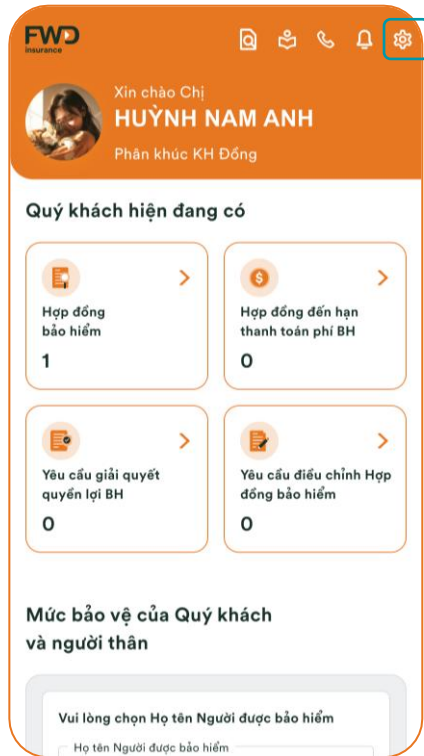 FWD
insurance
Xin chào Chị
HUỲNH NAM ANH
Phân khúc KH Đồng
Quý khách hiện đang có
Hợp đồng
bảo hiểm
1
Hợp đồng đến hạn
thanh toán phí BH
0
Yêu cầu giải quyết
quyền lợi BH
0
Yêu cầu điều chỉnh Hợp
đồng bảo hiểm
0
Mức bảo vệ của Quý khách
và người thân
Vui lòng chọn Họ tên Người được bảo hiểm
Họ tên Người được bảo hiểm